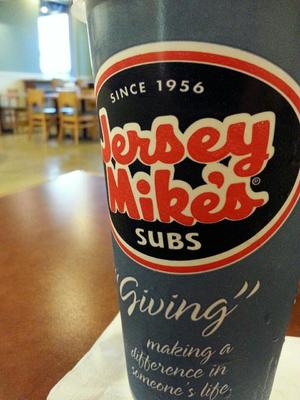 SINCE 1956
Jersey
Mike's®
SUBS
"Giving"
making a
difference in
someone's life,